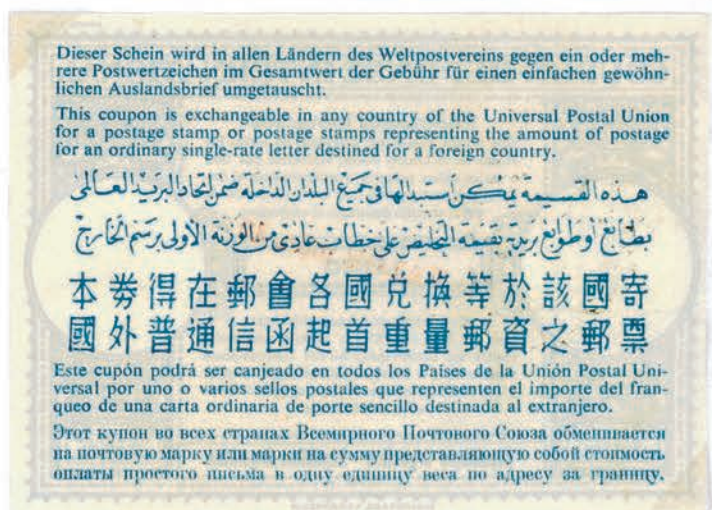 Dieser Schein wird in allen Ländern des Weltpostvereins gegen ein oder meh-
rere Postwertzeichen im Gesamtwert der Gebühr für einen einfachen gewöhn-
lichen Auslandsbrief umgetauscht.
This coupon is exchangeable in any country of the Universal Postal Union
for a postage stamp or postage stamps representing the amount of postage
for an ordinary single-rate letter destined for a foreign country.
هذه القسيمة يمكن استبدالها في جميع البلدان الداخلة ضمن اتحاد البريد العالمى
بطابع أو طوابع بريد بقيمة التخليص على خطاب عادى من الوزنة الأولى برسم الخارج
本券得在郵會各國兌換等於該國寄
國外普通信函起首重量郵資之郵票
Este cupón podrá ser canjeado en todos los Países de la Unión Postal Uni-
versal por uno o varios sellos postales que representen el importe del fran-
queo de una carta ordinaria de porte sencillo destinada al extranjero.
Этот купон во всех странах Всемирного Почтового Союза обменивается
на почтовую марку или марки на сумму представляющую собой стоимость
оплаты простого письма в одну единицу веса по адресу за границу.